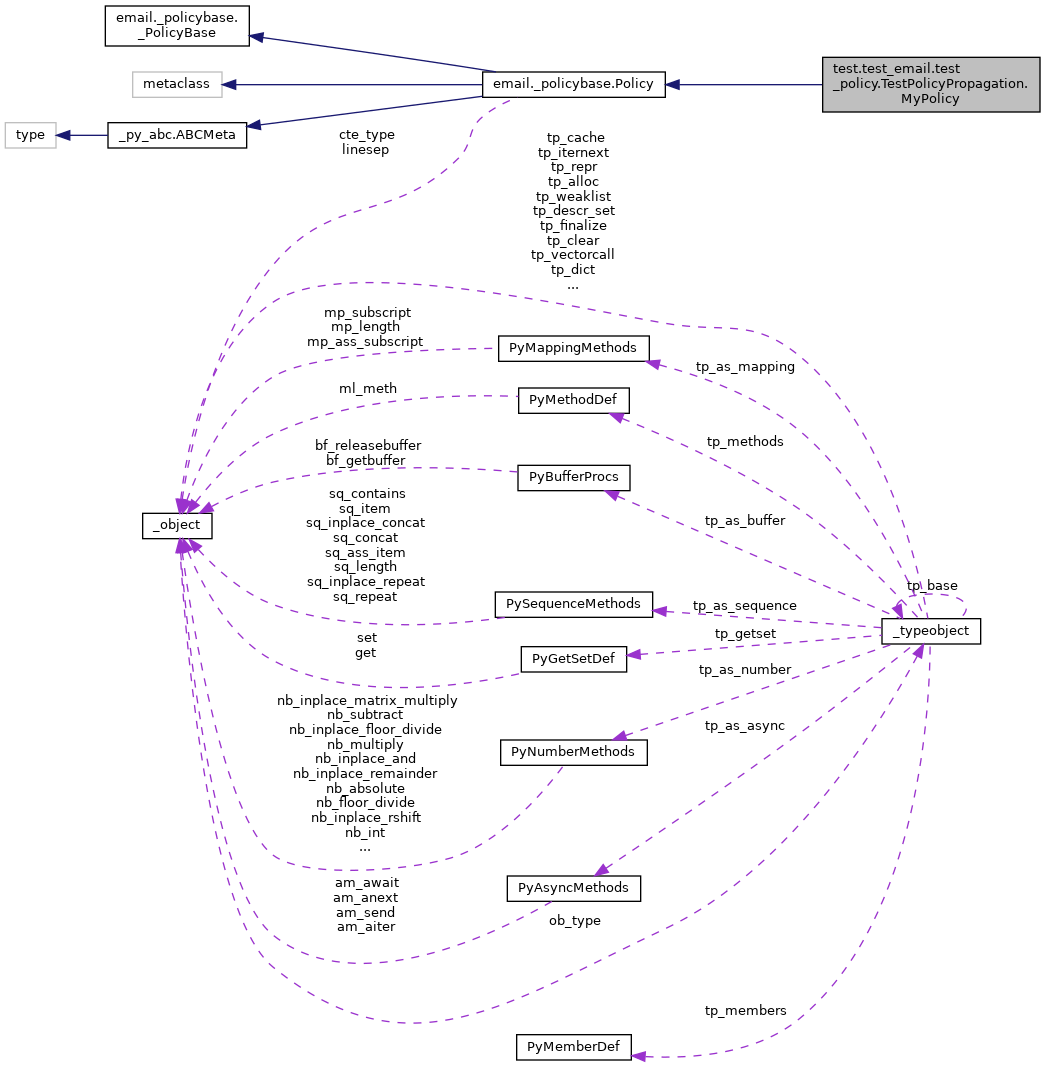 email._policybase.
_PolicyBase
metaclass
email._policybase.Policy
test.test_email.test
_policy.TestPolicyPropagation.
MyPolicy
type
_py_abc.ABCMeta
cte_type
linesep
tp_cache
tp_iternext
tp_repr
tp_alloc
tp_weaklist
tp_descr_set
tp_finalize
tp_clear
tp_vectorcall
tp_dict
...
mp_subscript
mp_length
mp_ass_subscript
PyMappingMethods
tp_as_mapping
ml_meth
PyMethodDef
tp_methods
bf_releasebuffer
bf_getbuffer
PyBufferProcs
tp_as_buffer
_object
sq_contains
sq_item
sq_inplace_concat
sq_concat
sq_ass_item
sq_length
sq_inplace_repeat
sq_repeat
PySequenceMethods
tp_as_sequence
tp_base
_typeobject
set
get
PyGetSetDef
tp_getset
tp_as_number
nb_inplace_matrix_multiply
nb_subtract
nb_inplace_floor_divide
nb_multiply
nb_inplace_and
nb_inplace_remainder
nb_absolute
nb_floor_divide
nb_inplace_rshift
nb_int
...
PyNumberMethods
tp_as_async
am_await
am_anext
am_send
am_aiter
PyAsyncMethods
ob_type
tp_members
PyMemberDef